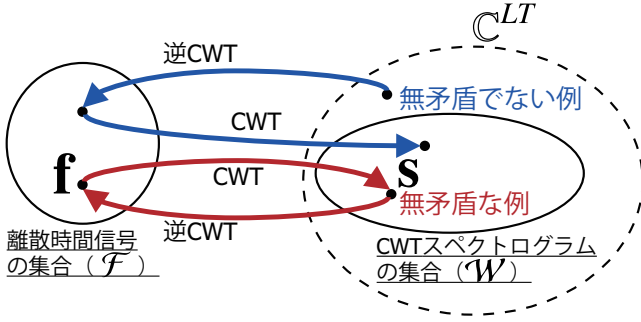 ℂ^{LT}
逆CWT
無矛盾でない例
CWT
f
CWT
s
無矛盾な例
逆CWT
離散時間信号
の集合（ℱ）
CWTスペクトログラム
の集合（𝒲）